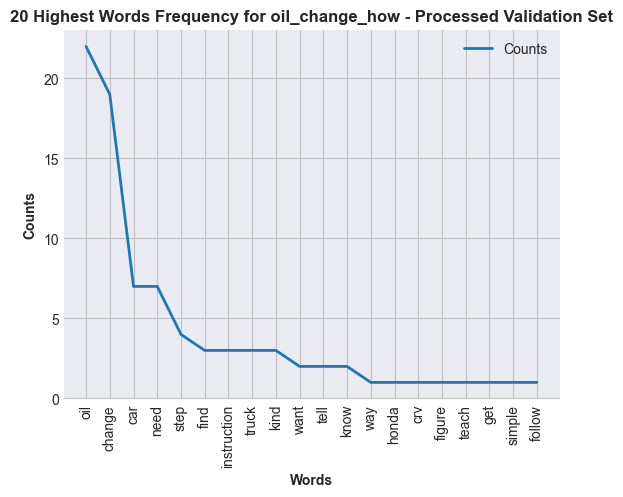 20 Highest Words Frequency for oil_change_how - Processed Validation Set
Counts
20
15
10
5
0
Counts
oil
change
car
need
step
find
instruction
truck
kind
want
tell
know
way
honda
crv
figure
teach
get
simple
follow
Words